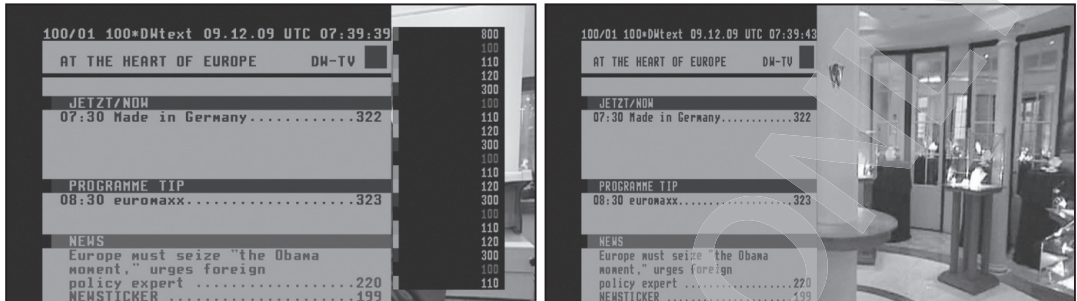 100/01 100*DWtext 09.12.09 UTC 07:39:39
AT THE HEART OF EUROPE DW-TV
JETZT/NOW
07:30 Made in Germany............322
PROGRAMME TIP
08:30 euromaxx..................323
NEWS
Europe must seize "the Obama
moment," urges foreign
policy expert ..................220
NEWSTICKER .....................199
800
100
110
120
300
100
110
120
300
100
110
120
300
100
110
120
300
100
110
100/01 100*DWtext 09.12.09 UTC 07:39:43
AT THE HEART OF EUROPE DW-TV
JETZT/NOW
07:30 Made in Germany............322
PROGRAMME TIP
08:30 euromaxx..................323
NEWS
Europe must seize "the Obama
moment," urges foreign
policy expert ..................220
NEWSTICKER .....................199